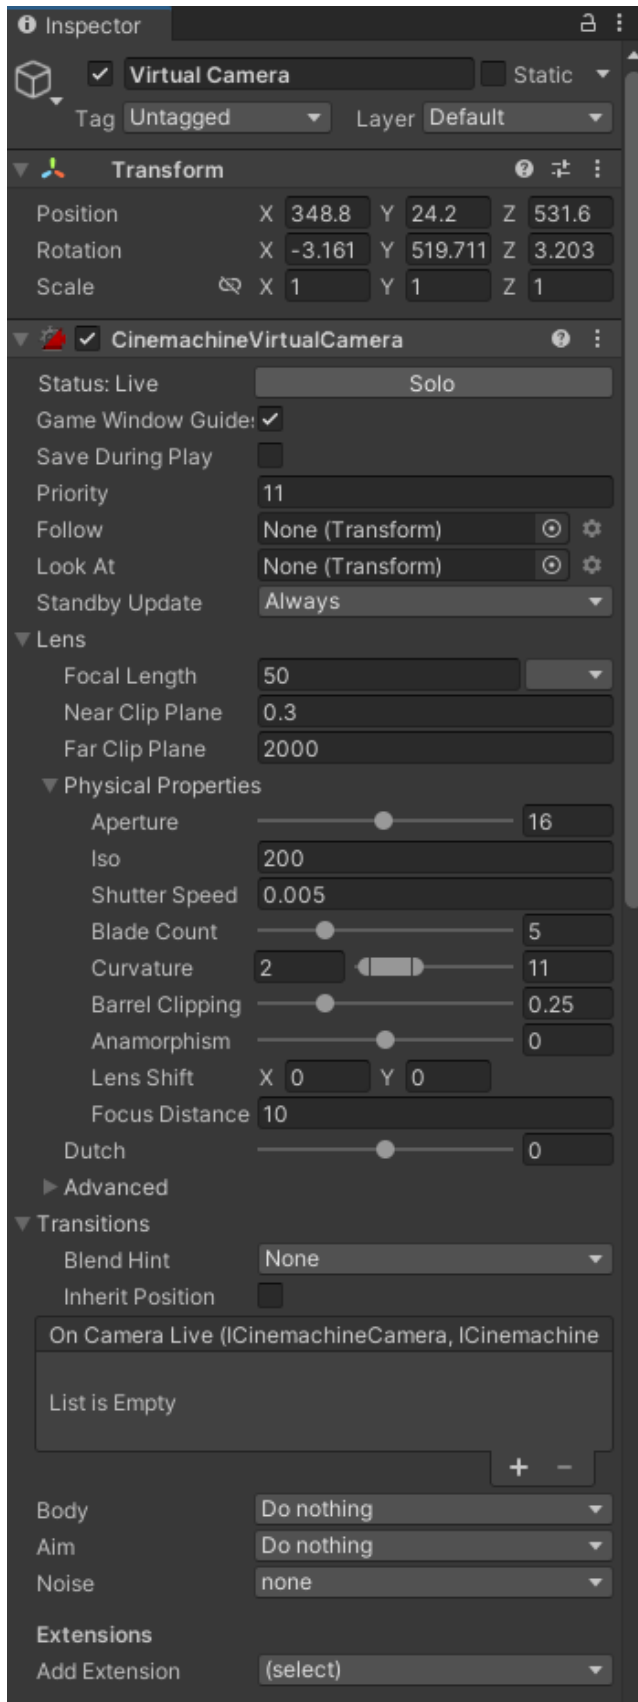 Inspector
Virtual Camera Static
Tag Untagged Layer Default
Transform
Position X 348.8 Y 24.2 Z 531.6
Rotation X -3.161 Y 519.711 Z 3.203
Scale X 1 Y 1 Z 1
CinemachineVirtualCamera
Status: Live Solo
Game Window Guide:
Save During Play
Priority 11
Follow None (Transform)
Look At None (Transform)
Standby Update Always
Lens
Focal Length 50
Near Clip Plane 0.3
Far Clip Plane 2000
Physical Properties
Aperture 16
Iso 200
Shutter Speed 0.005
Blade Count 5
Curvature 2 11
Barrel Clipping 0.25
Anamorphism 0
Lens Shift X 0 Y 0
Focus Distance 10
Dutch 0
Advanced
Transitions
Blend Hint None
Inherit Position
On Camera Live (ICinemachineCamera, ICinemachine
List is Empty
+ -
Body Do nothing
Aim Do nothing
Noise none
Extensions
Add Extension (select)